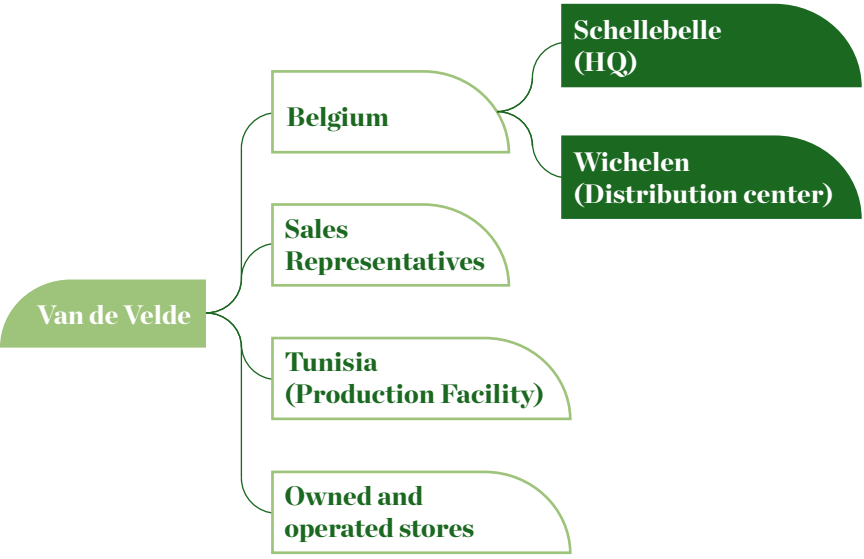 Schellebelle
(HQ)
Belgium
Wichelen
(Distribution center)
Sales
Representatives
Van de Velde
Tunisia
(Production Facility)
Owned and
operated stores